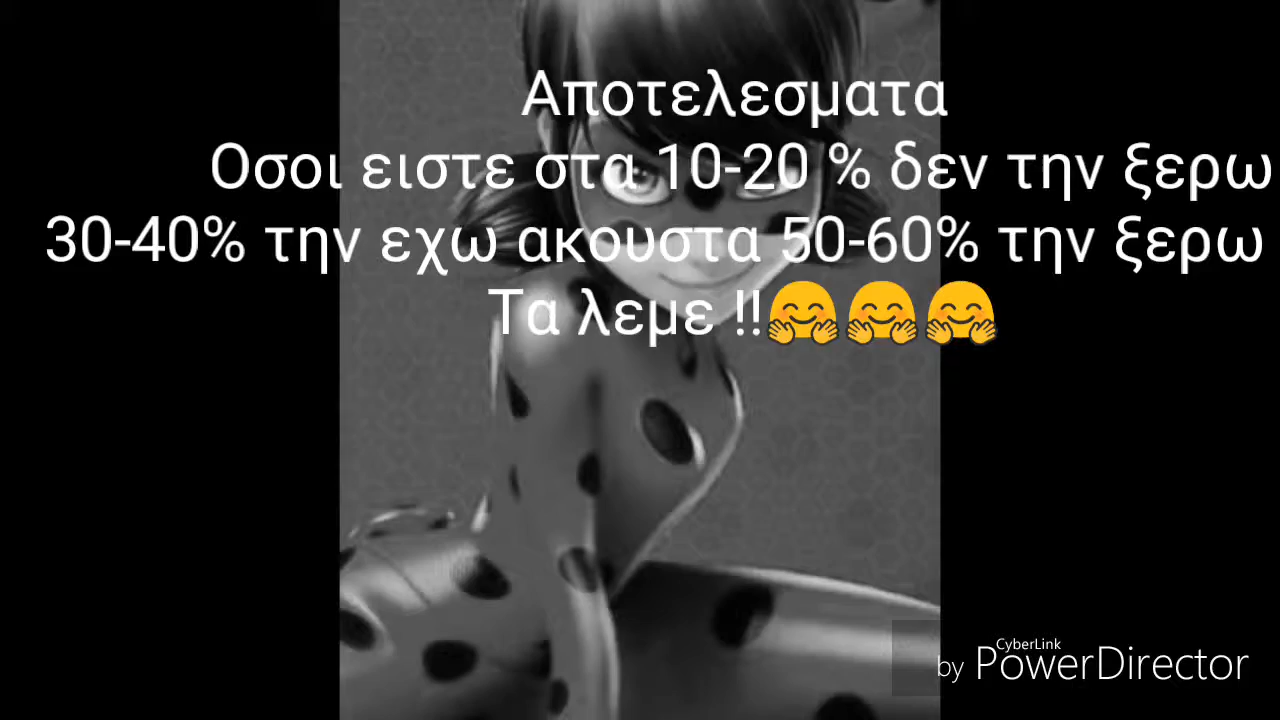 Αποτελεσματα
Οσοι ειστε στα 10-20 % δεν την ξερω
30-40% την εχω ακουστα 50-60% την ξερω
Τα λεμε !!🤗🤗🤗
CyberLink
by PowerDirector